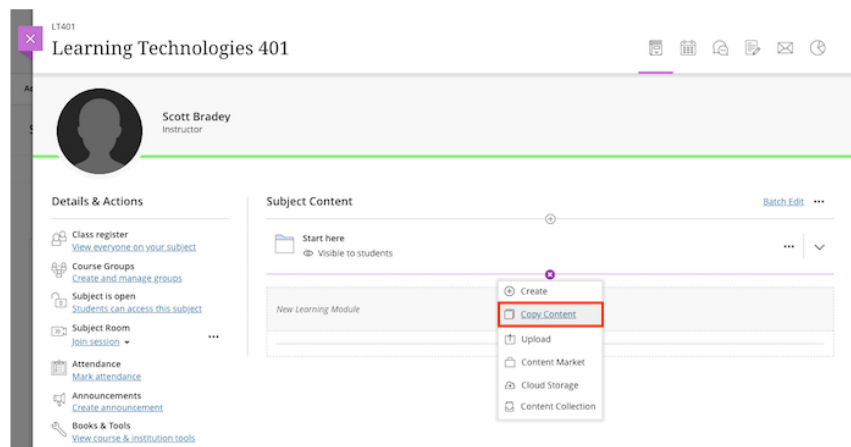 LT401
Learning Technologies 401
Scott Bradey
Instructor
Details & Actions
Class register
View everyone on your subject
Course Groups
Create and manage groups
Subject is open
Students can access this subject
Subject Room
Join session
Attendance
Mark attendance
Announcements
Create announcement
Books & Tools
View course & institution tools
Subject Content
Batch Edit
Start here
Visible to students
New Learning Module
Create
Copy Content
Upload
Content Market
Cloud Storage
Content Collection